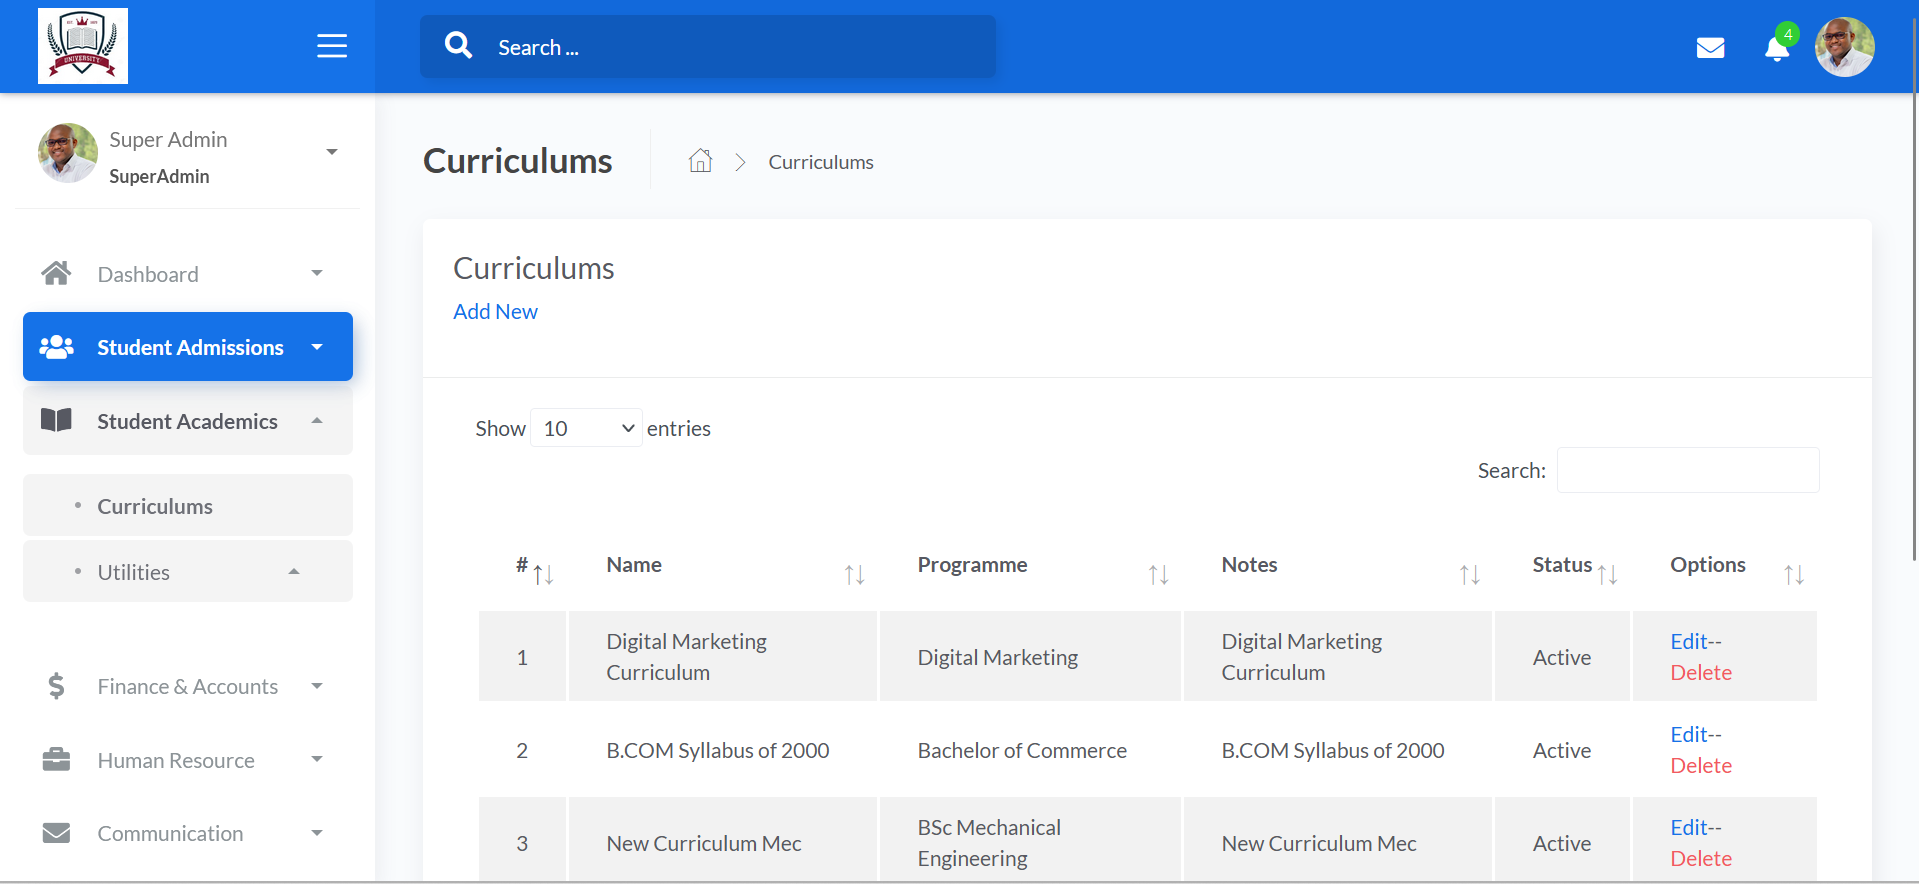 UNIVERSITY
Search ...
4
Super Admin
SuperAdmin
Dashboard
Student Admissions
Student Academics
Curriculums
Utilities
Finance & Accounts
Human Resource
Communication
Curriculums
Curriculums
Curriculums
Add New
Show 10 entries
Search:
# Name Programme Notes Status Options
1 Digital Marketing Curriculum Digital Marketing Digital Marketing Curriculum Active Edit-- Delete
2 B.COM Syllabus of 2000 Bachelor of Commerce B.COM Syllabus of 2000 Active Edit-- Delete
3 New Curriculum Mec BSc Mechanical Engineering New Curriculum Mec Active Edit-- Delete